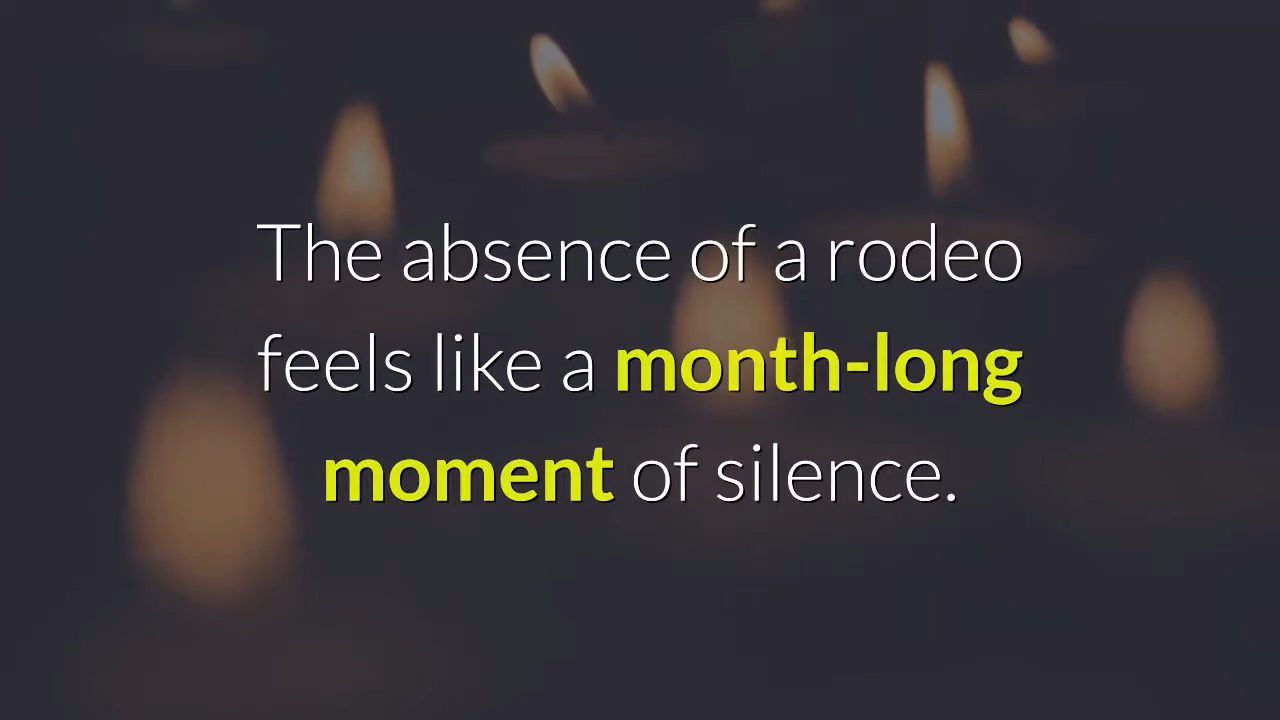 The absence of a rodeo
feels like a month-long
moment of silence.